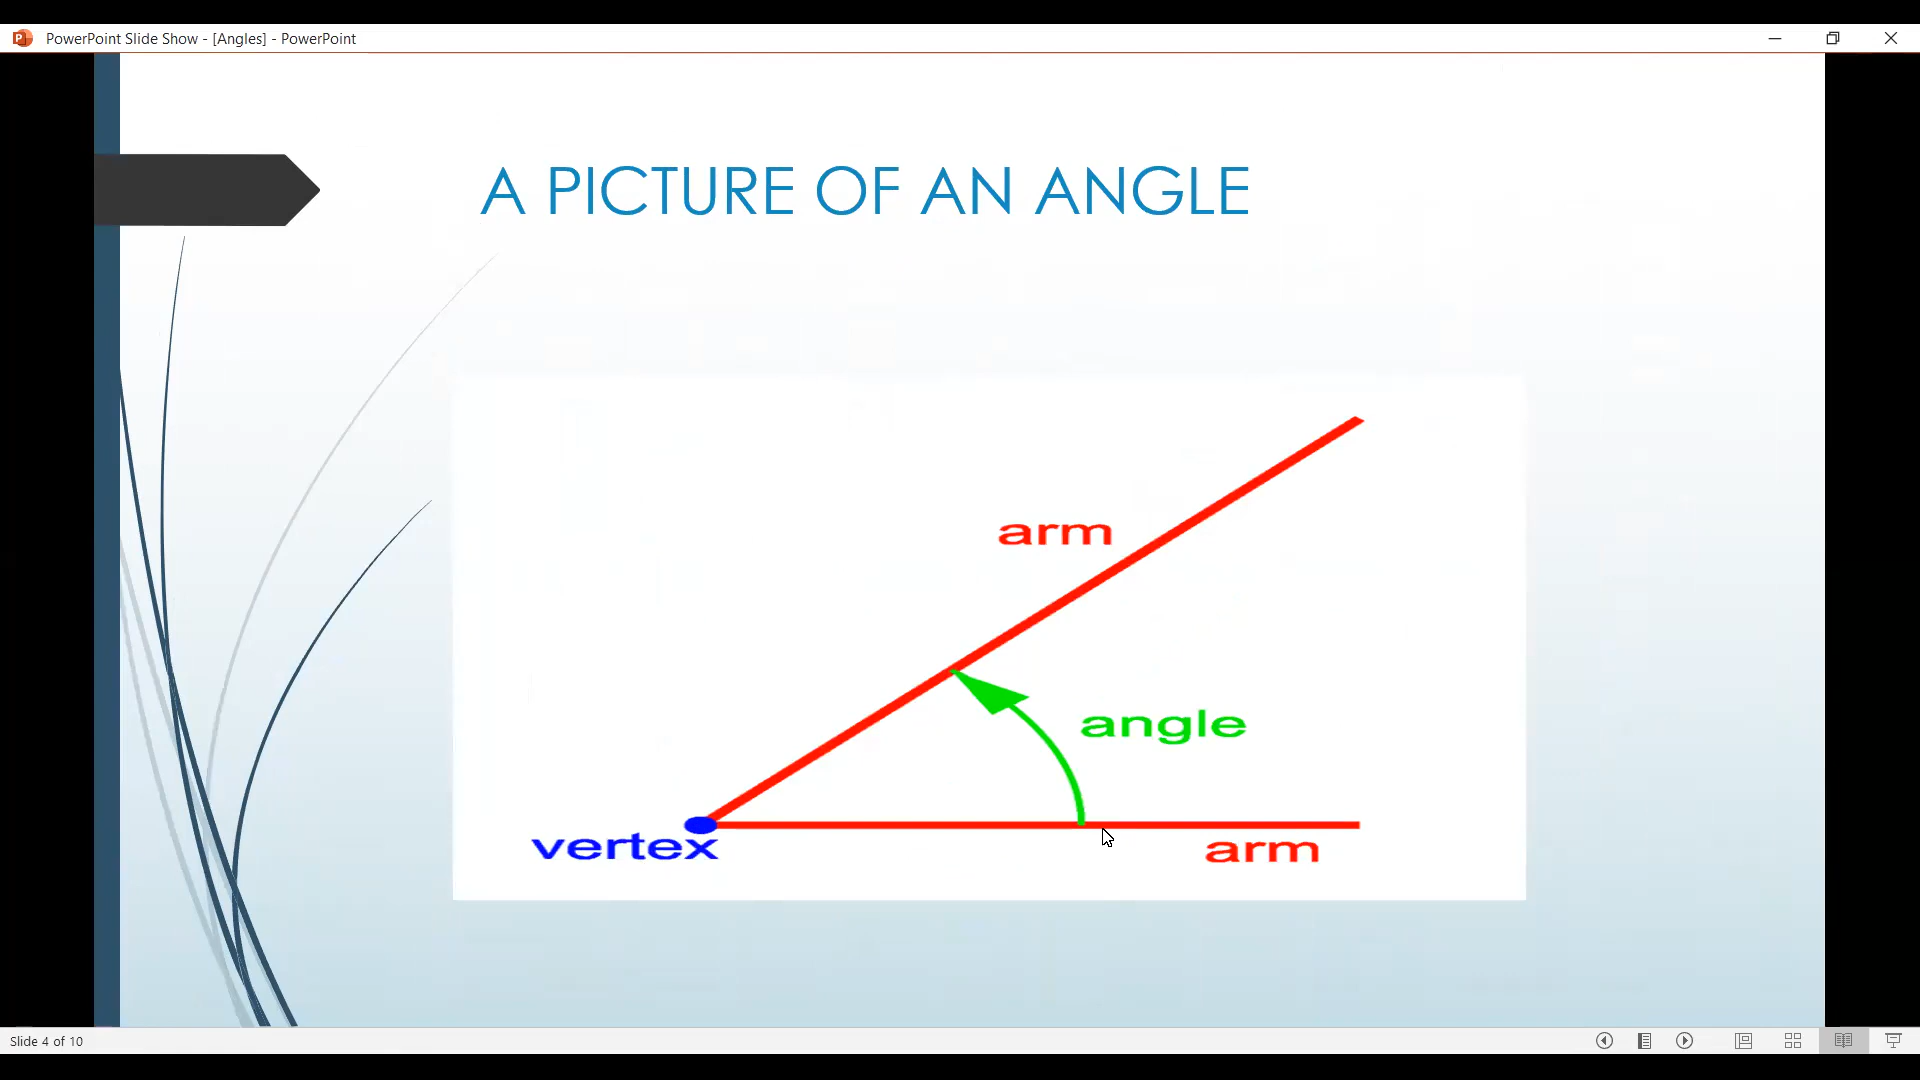 PowerPoint Slide Show - [Angles] - PowerPoint
A PICTURE OF AN ANGLE
arm
angle
vertex
arm
Slide 4 of 10